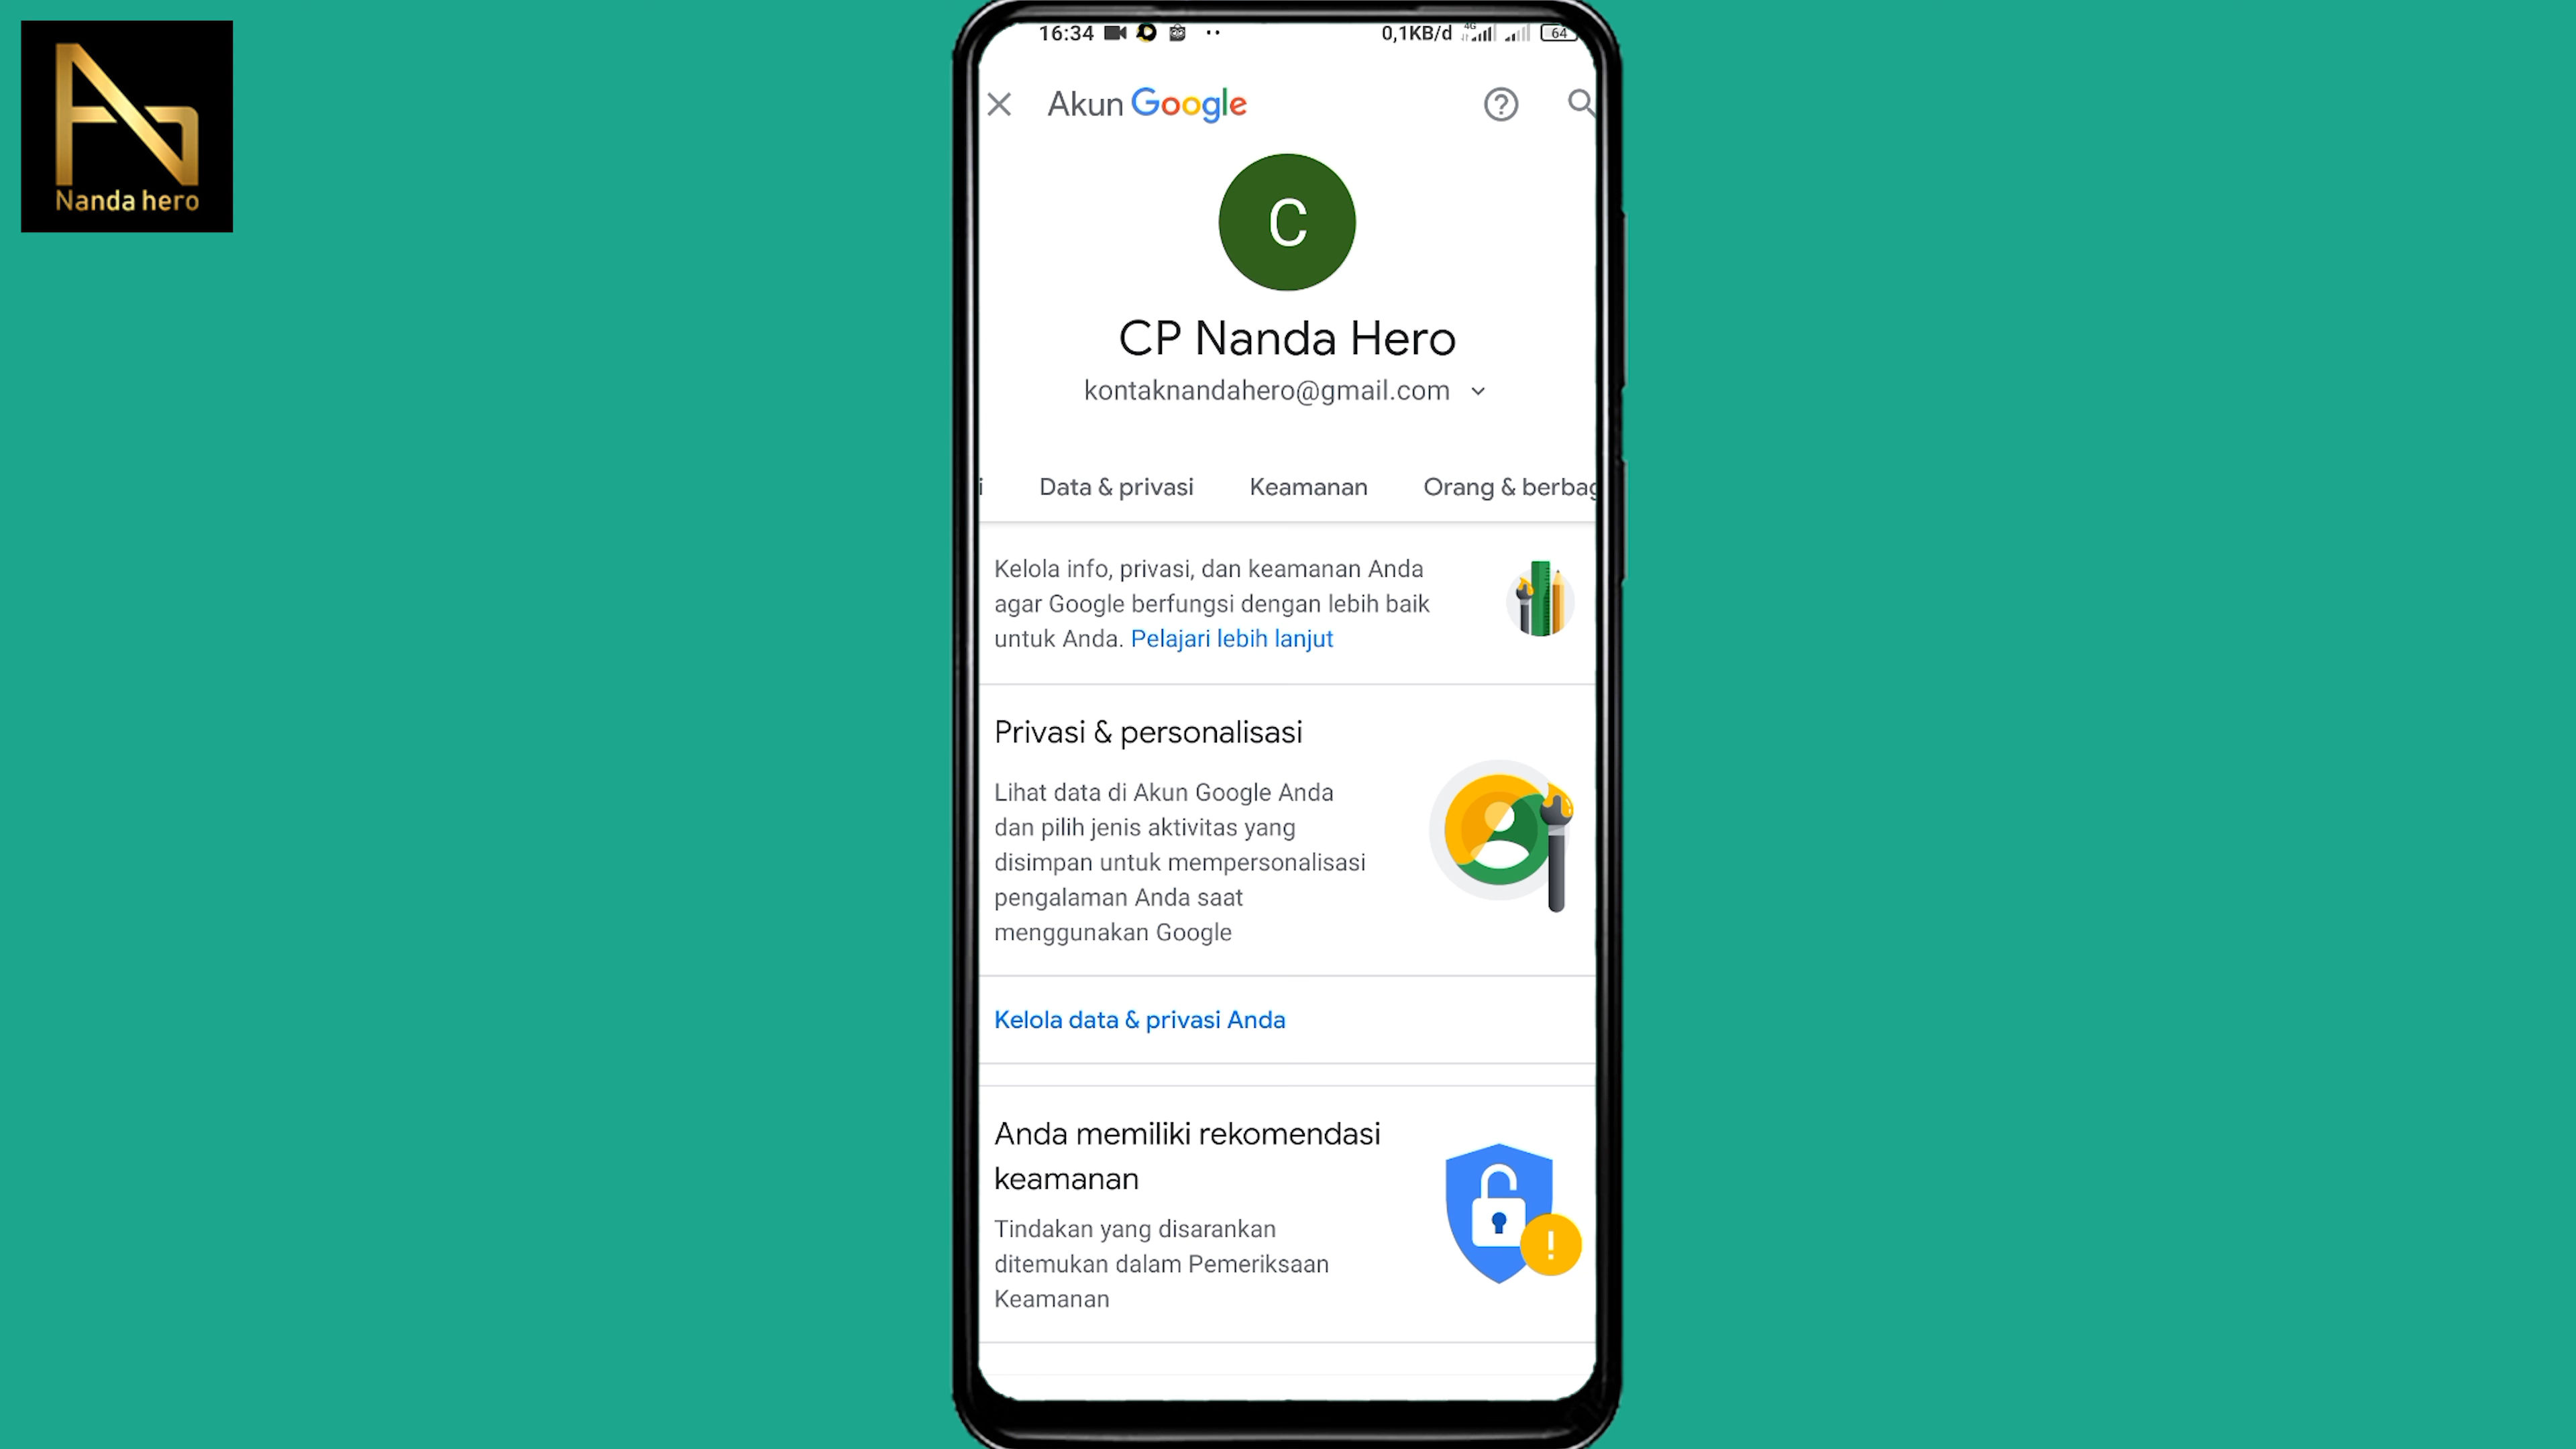 Nanda hero
16:34
0,1KB/d 4G 64
Akun Google
C
CP Nanda Hero
kontaknandahero@gmail.com
i Data & privasi Keamanan Orang & berbag
Kelola info, privasi, dan keamanan Anda
agar Google berfungsi dengan lebih baik
untuk Anda. Pelajari lebih lanjut
Privasi & personalisasi
Lihat data di Akun Google Anda
dan pilih jenis aktivitas yang
disimpan untuk mempersonalisasi
pengalaman Anda saat
menggunakan Google
Kelola data & privasi Anda
Anda memiliki rekomendasi
keamanan
Tindakan yang disarankan
ditemukan dalam Pemeriksaan
Keamanan